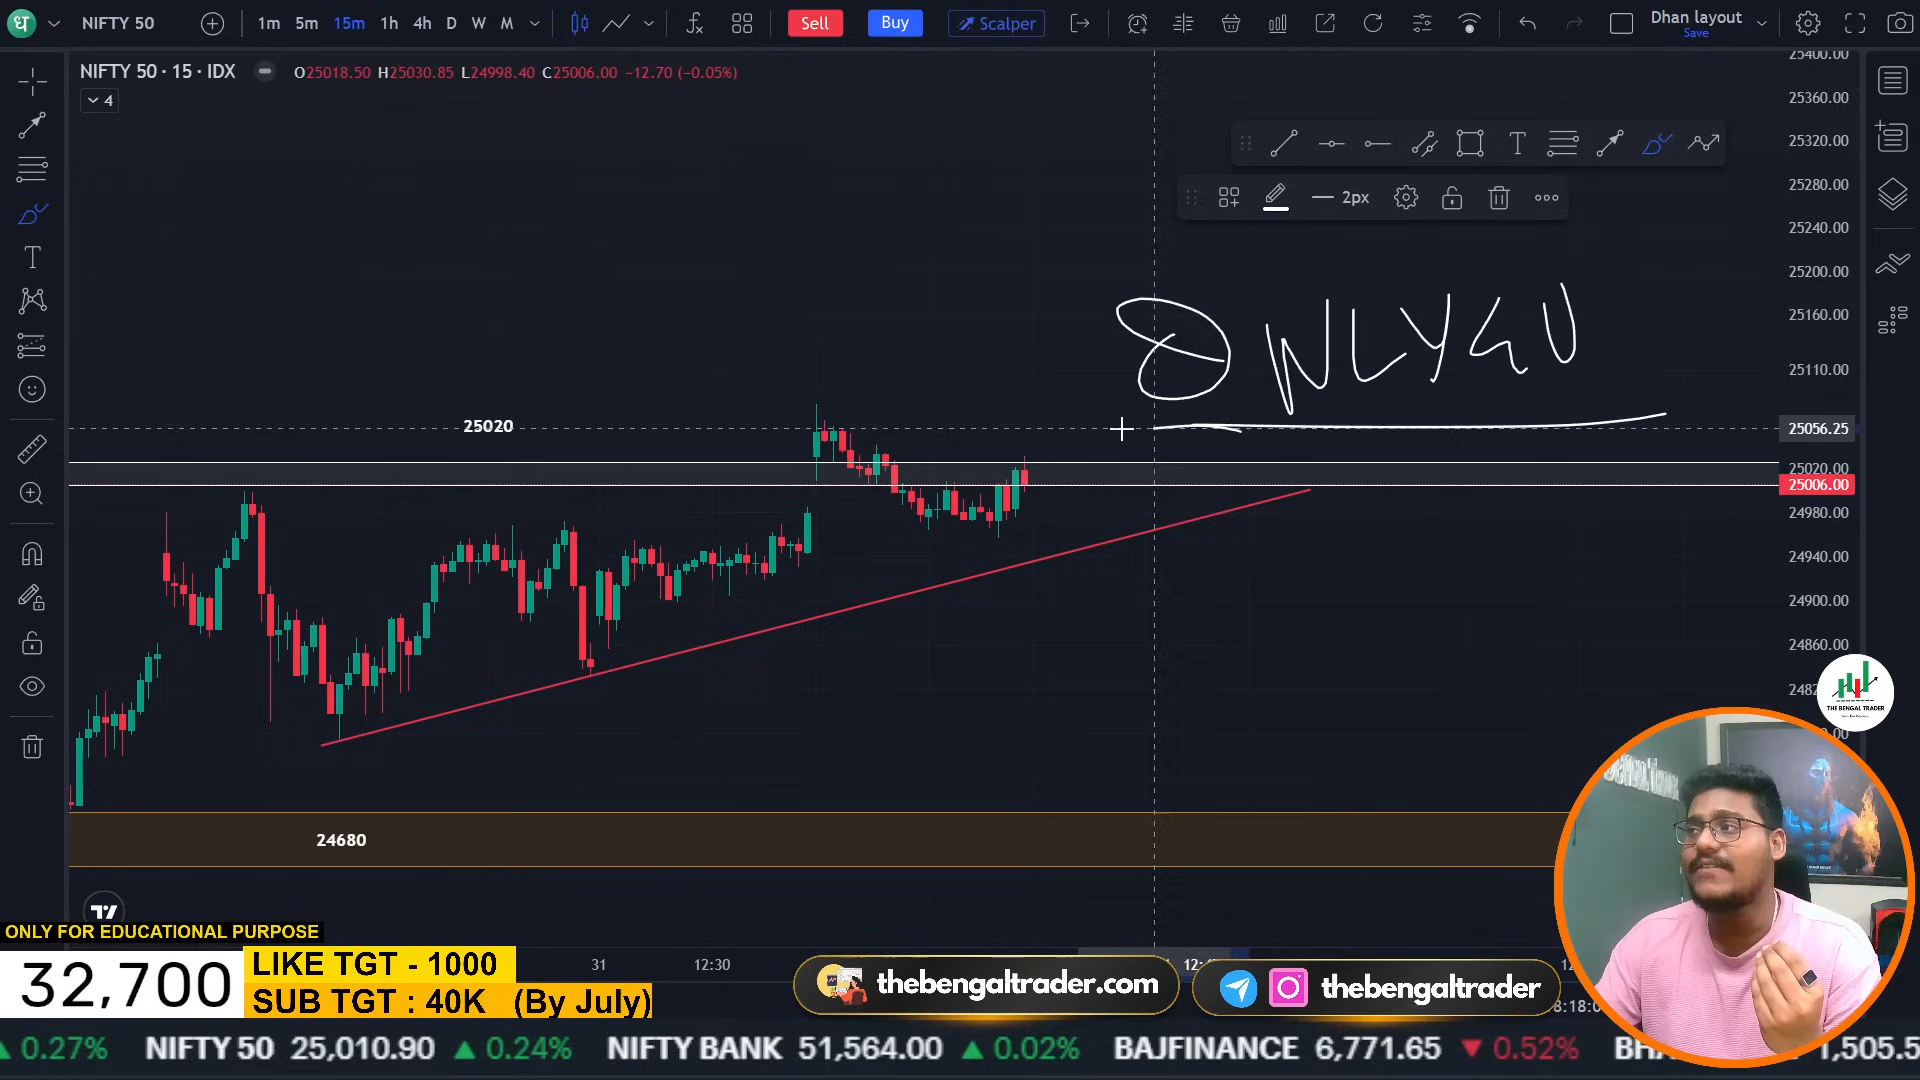 NIFTY 50 1m 5m 15m 1h 4h D W M Sell Buy Scalper Dhan layout
Save
NIFTY 50 · 15 · IDX O25018.50 H25030.85 L24998.40 C25006.00 −12.70 (−0.05%)
4
25400.00
25360.00
25320.00
25280.00
25240.00
25200.00
25160.00
25110.00
25056.25
25020.00
25006.00
24980.00
24940.00
24900.00
24860.00
2px
25020
24680
THE BENGAL TRADER
ONLY FOR EDUCATIONAL PURPOSE
32,700
LIKE TGT - 1000
SUB TGT : 40K (By July)
31 12:30
thebengaltrader.com
thebengaltrader
0.27% NIFTY 50 25,010.90 ▲ 0.24% NIFTY BANK 51,564.00 ▲ 0.02% BAJFINANCE 6,771.65 ▼ 0.52%